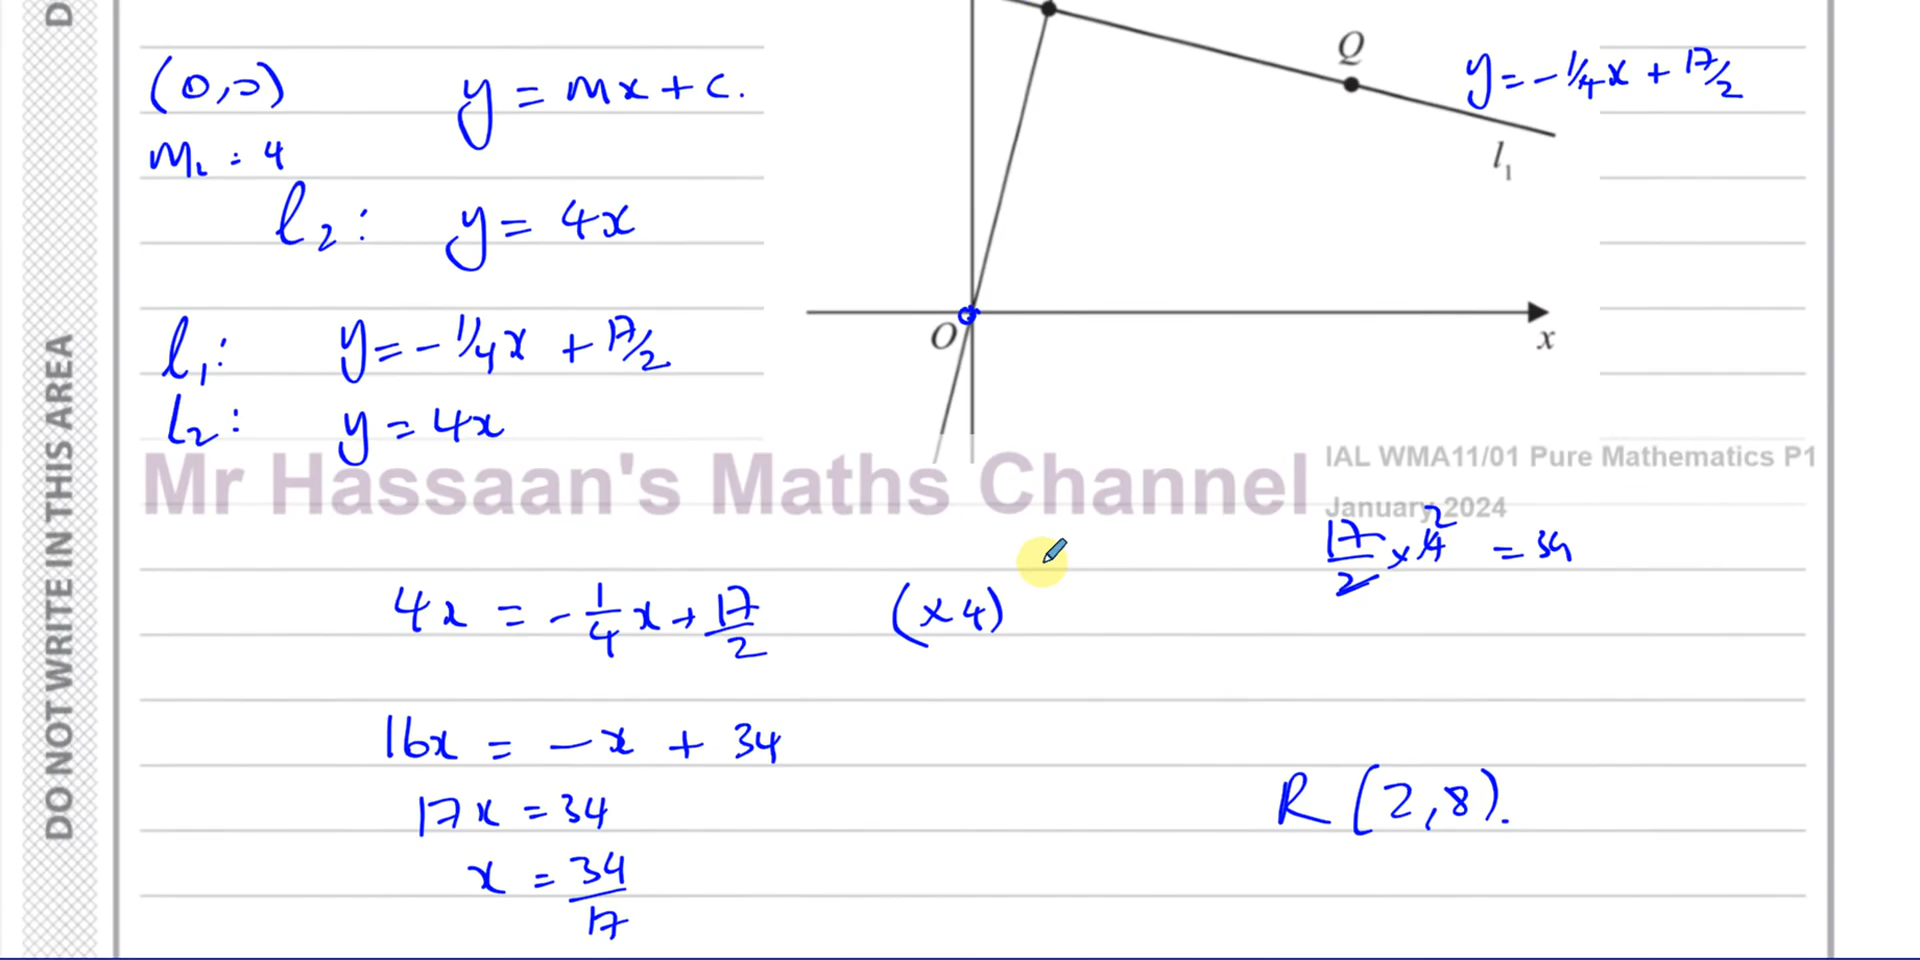 (0,0) y = mx + c.
m₂ = 4
l₂: y = 4x
l₁: y = -1/4x + 17/2
l₂: y = 4x
Q
y = -1/4x + 17/2
l₁
O
x
DO NOT WRITE IN THIS AREA
D
Mr Hassaan's Maths Channel
IAL WMA11/01 Pure Mathematics P1
January 2024
17/2 × 4 2 = 34
4x = -1/4 x + 17/2 (×4)
16x = -x + 34
17x = 34
x = 34/17
R (2,8).